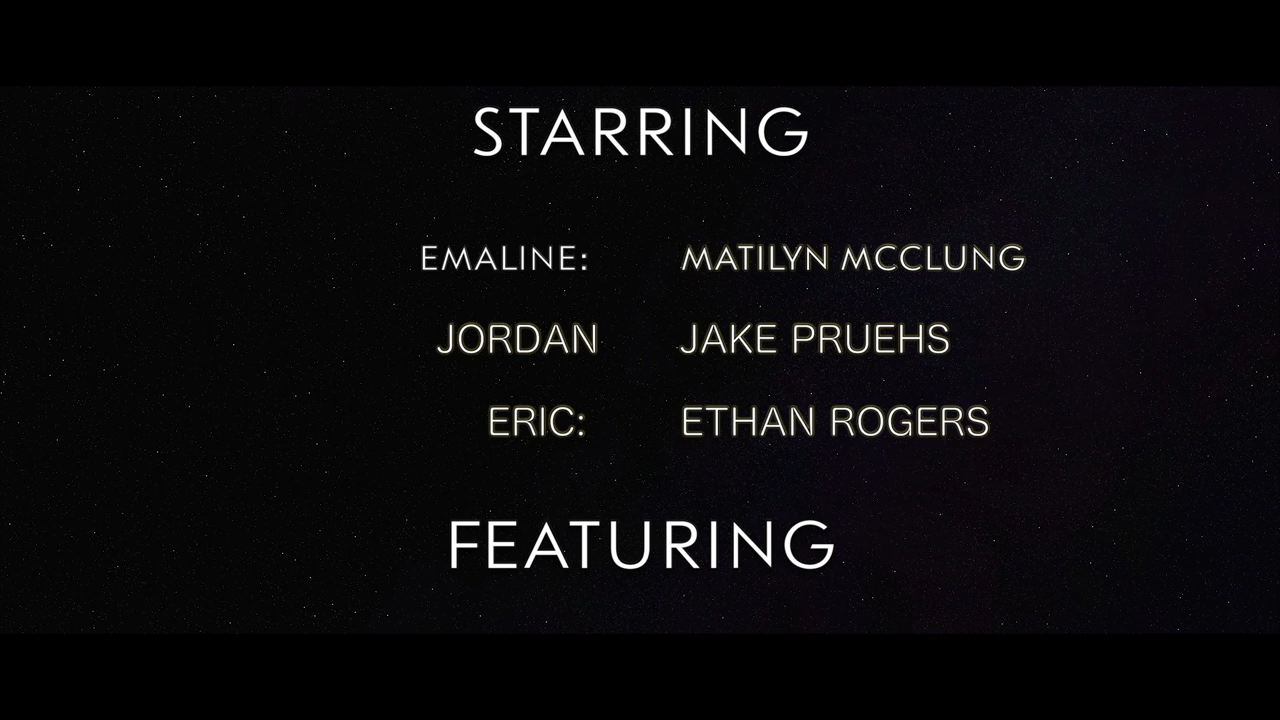 STARRING
EMALINE: MATILYN MCCLUNG
JORDAN JAKE PRUEHS
ERIC: ETHAN ROGERS
FEATURING